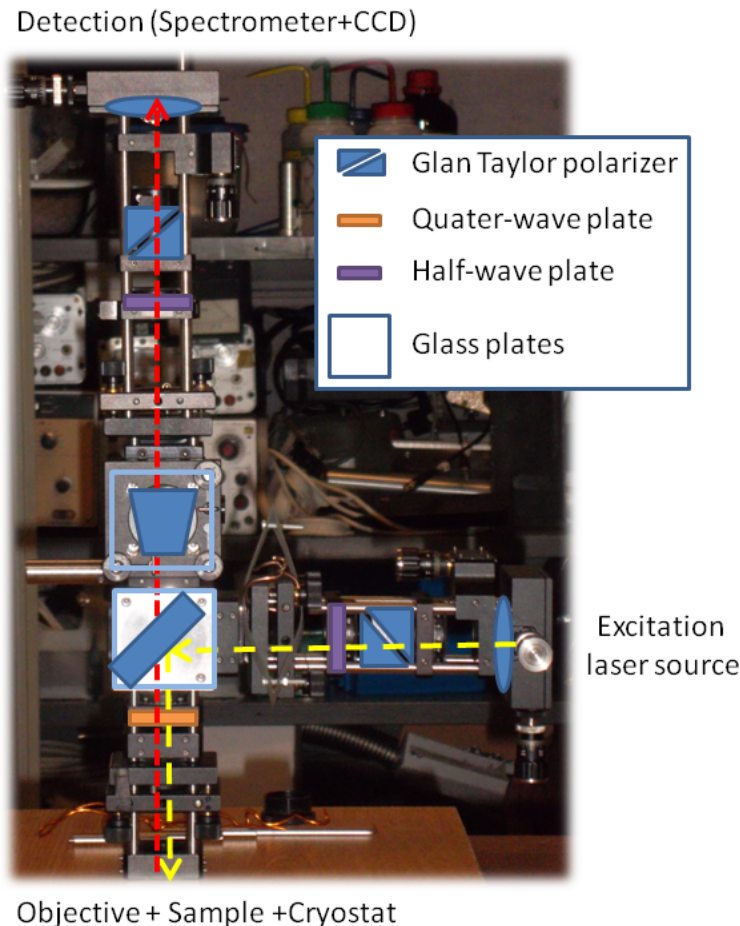 Detection (Spectrometer+CCD)
Glan Taylor polarizer
Quater-wave plate
Half-wave plate
Glass plates
Excitation
laser source
Objective + Sample +Cryostat